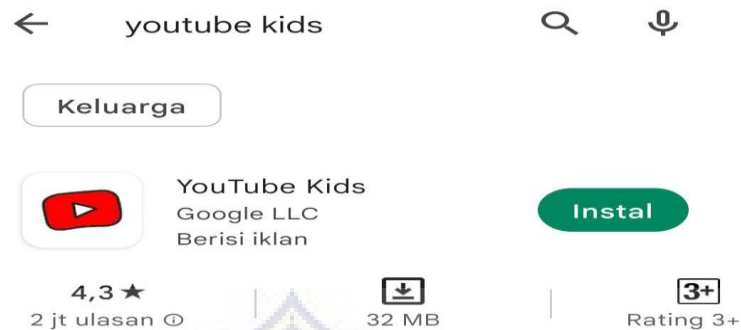 youtube kids
Keluarga
YouTube Kids
Google LLC
Berisi iklan
Instal
4,3 ★
2 jt ulasan ⓘ
32 MB
3+
Rating 3+